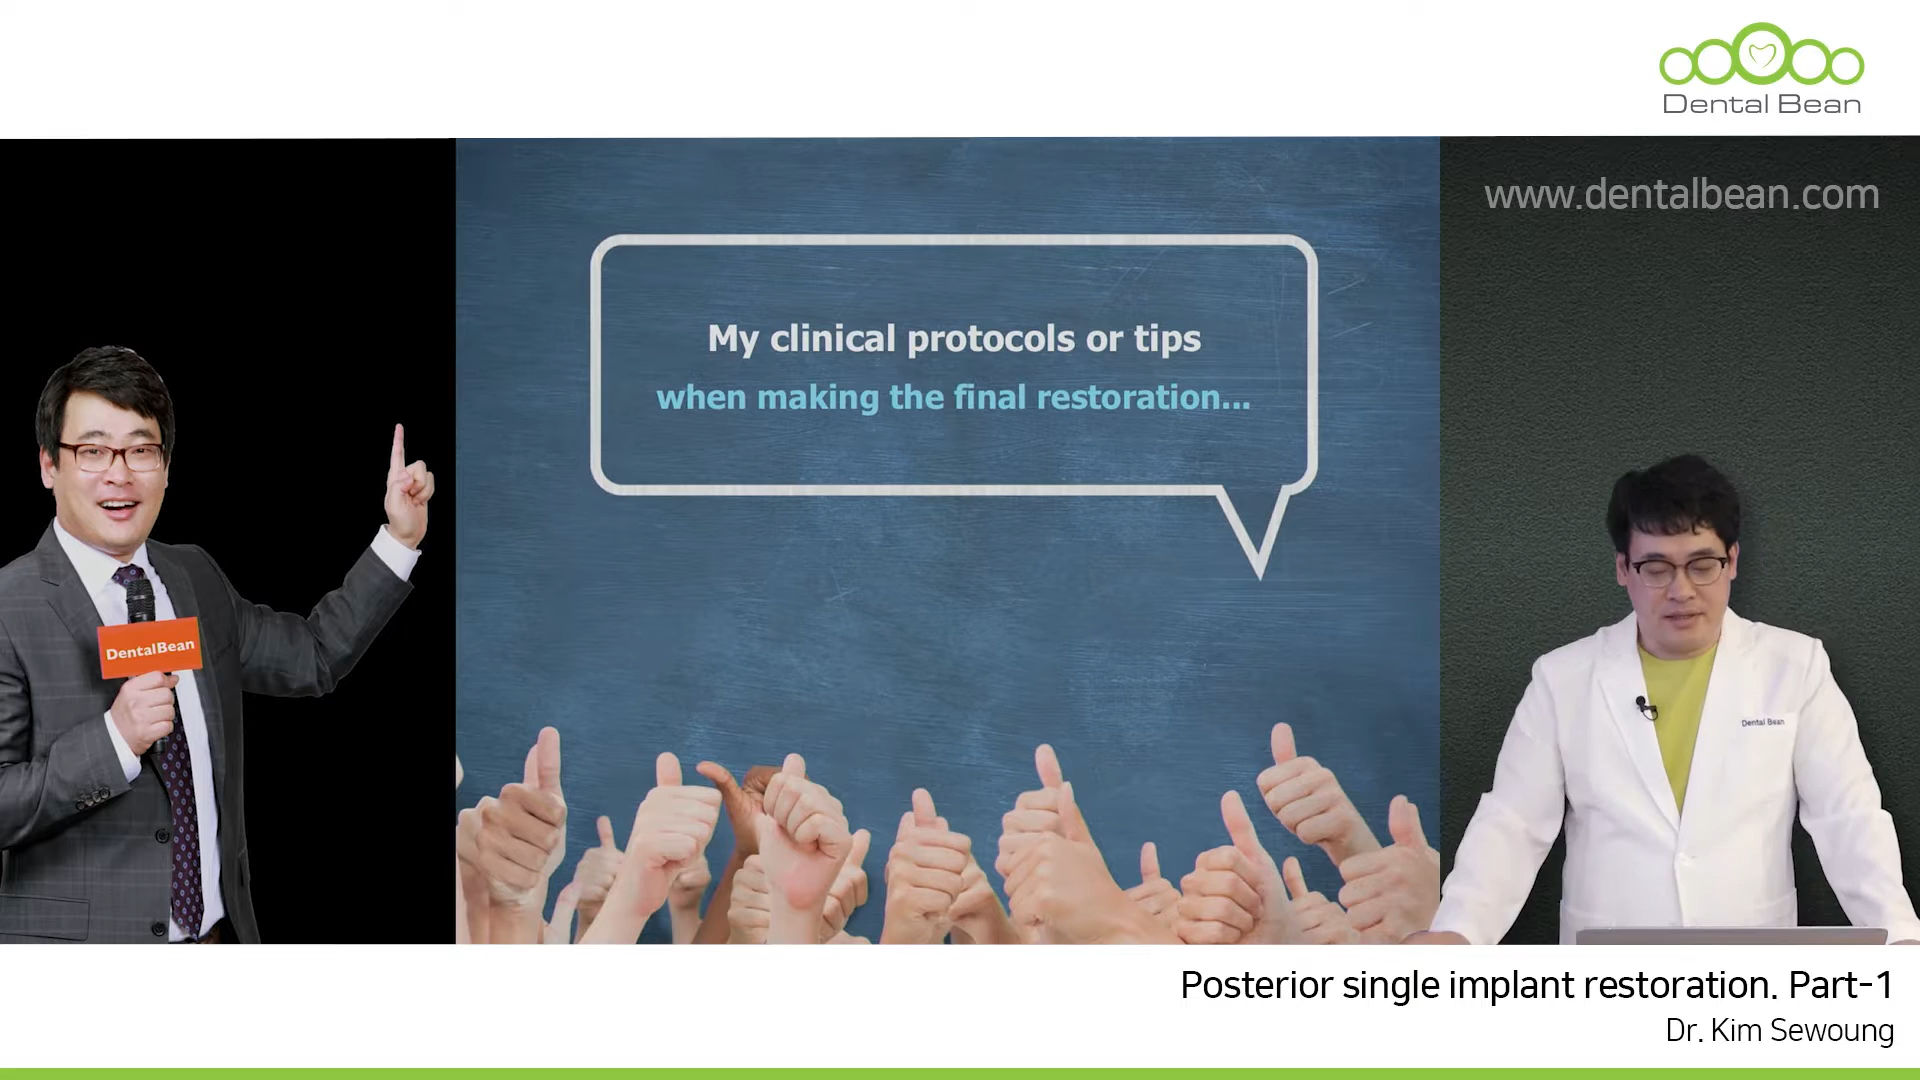 Dental Bean
www.dentalbean.com
My clinical protocols or tips
when making the final restoration...
DentalBean
Dental Bean
Posterior single implant restoration. Part-1
Dr. Kim Sewoung